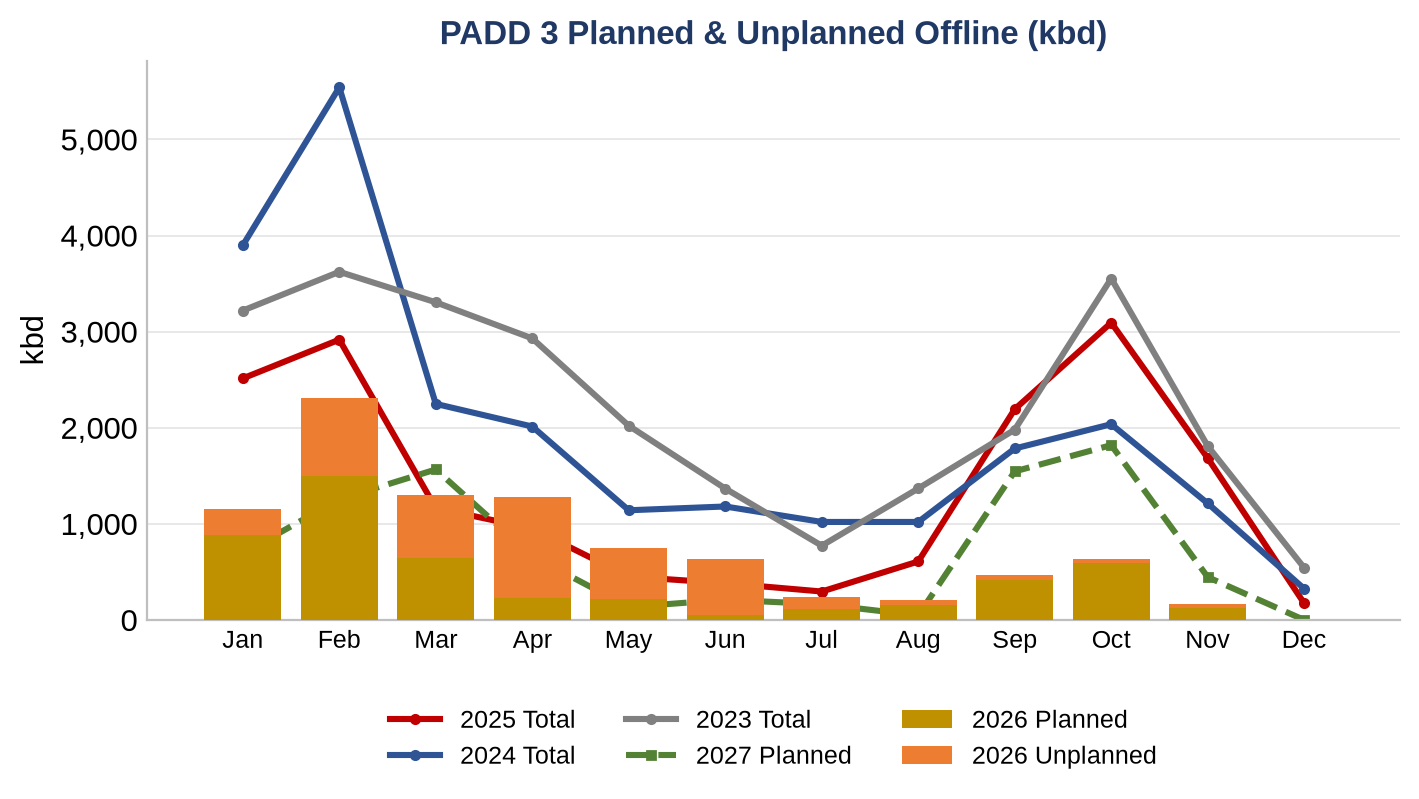 PADD 3 Planned & Unplanned Offline (kbd)
kbd
5,000
4,000
3,000
2,000
1,000
0
Jan Feb Mar Apr May Jun Jul Aug Sep Oct Nov Dec
2025 Total 2023 Total 2026 Planned
2024 Total 2027 Planned 2026 Unplanned